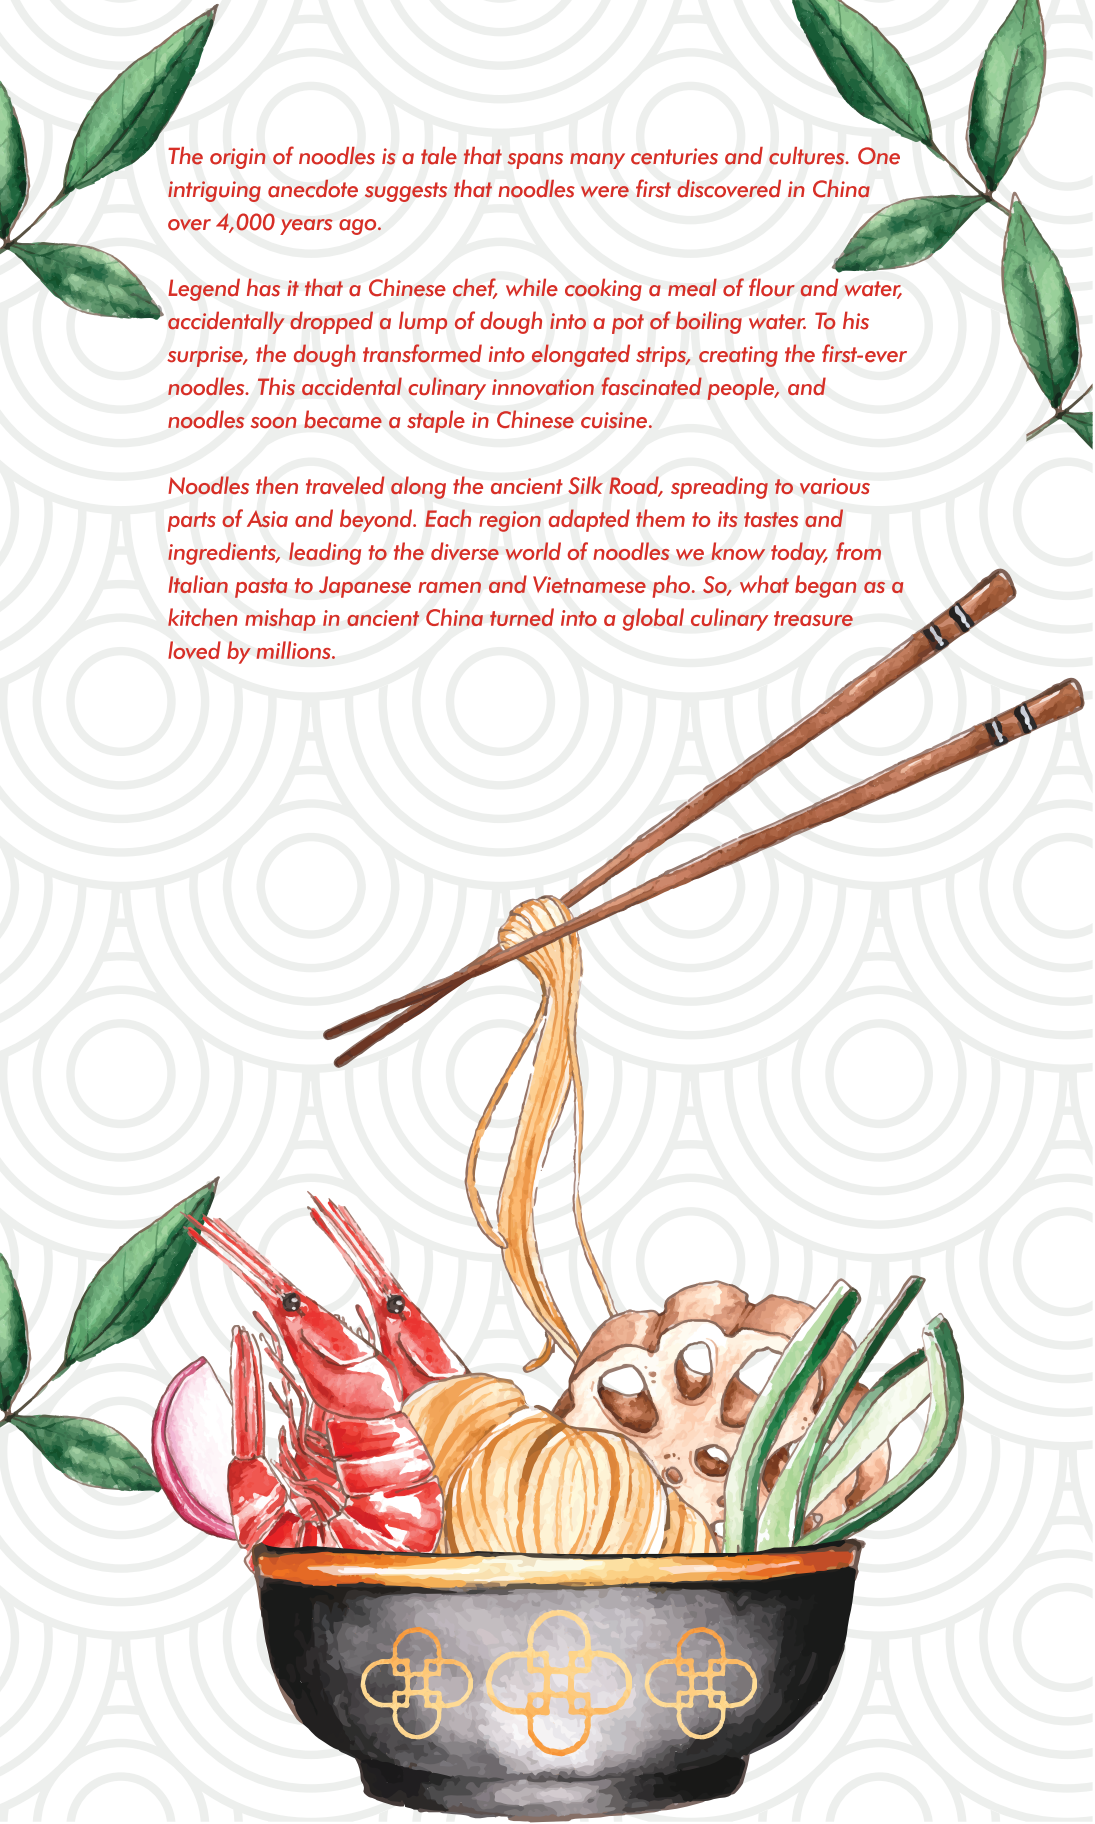 The origin of noodles is a tale that spans many centuries and cultures. One
intriguing anecdote suggests that noodles were first discovered in China
over 4,000 years ago.
Legend has it that a Chinese chef, while cooking a meal of flour and water,
accidentally dropped a lump of dough into a pot of boiling water. To his
surprise, the dough transformed into elongated strips, creating the first-ever
noodles. This accidental culinary innovation fascinated people, and
noodles soon became a staple in Chinese cuisine.
Noodles then traveled along the ancient Silk Road, spreading to various
parts of Asia and beyond. Each region adapted them to its tastes and
ingredients, leading to the diverse world of noodles we know today, from
Italian pasta to Japanese ramen and Vietnamese pho. So, what began as a
kitchen mishap in ancient China turned into a global culinary treasure
loved by millions.